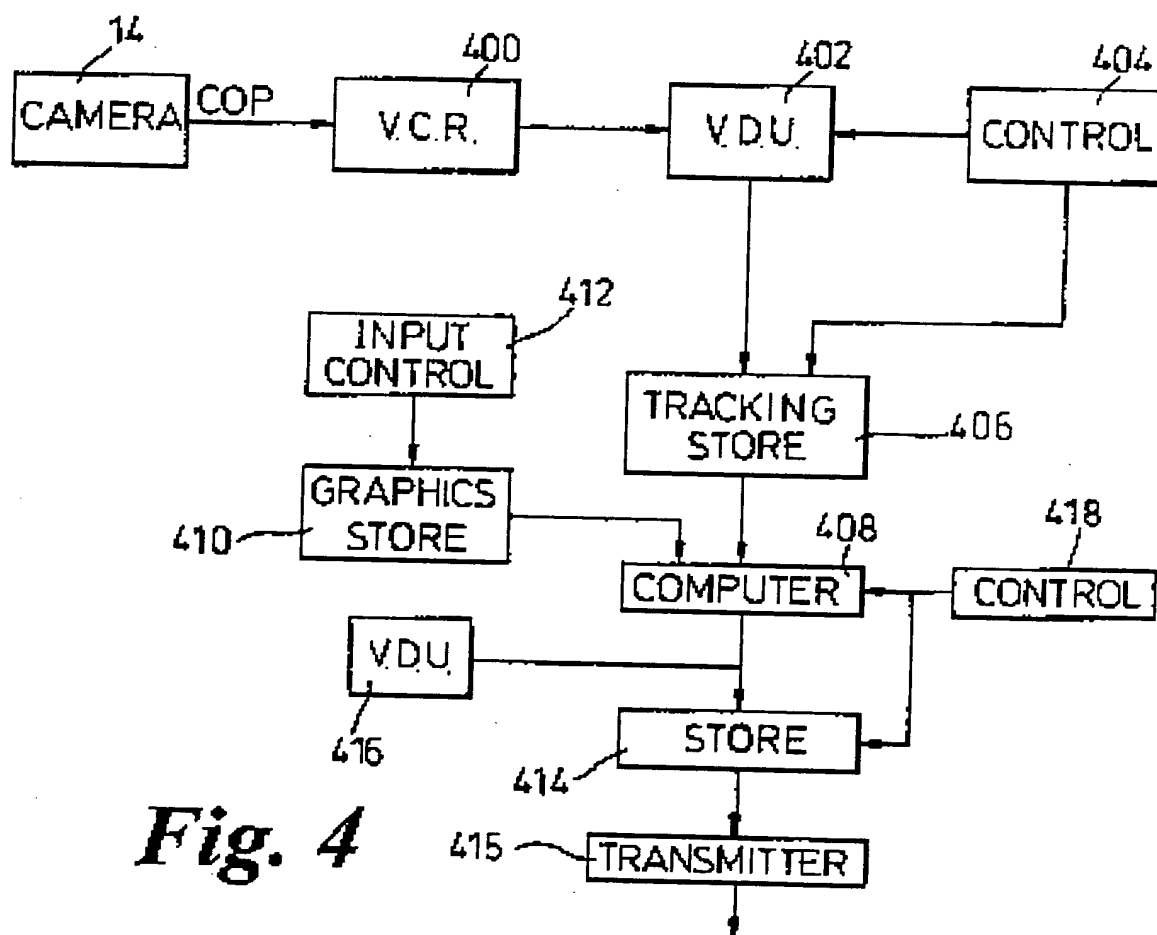 14
400
402
404
CAMERA
COP
V.C.R.
V.D.U.
CONTROL
412
INPUT
CONTROL
TRACKING
STORE
406
GRAPHICS
STORE
410
408
418
COMPUTER
CONTROL
V.D.U.
416
STORE
414
Fig. 4
415
TRANSMITTER